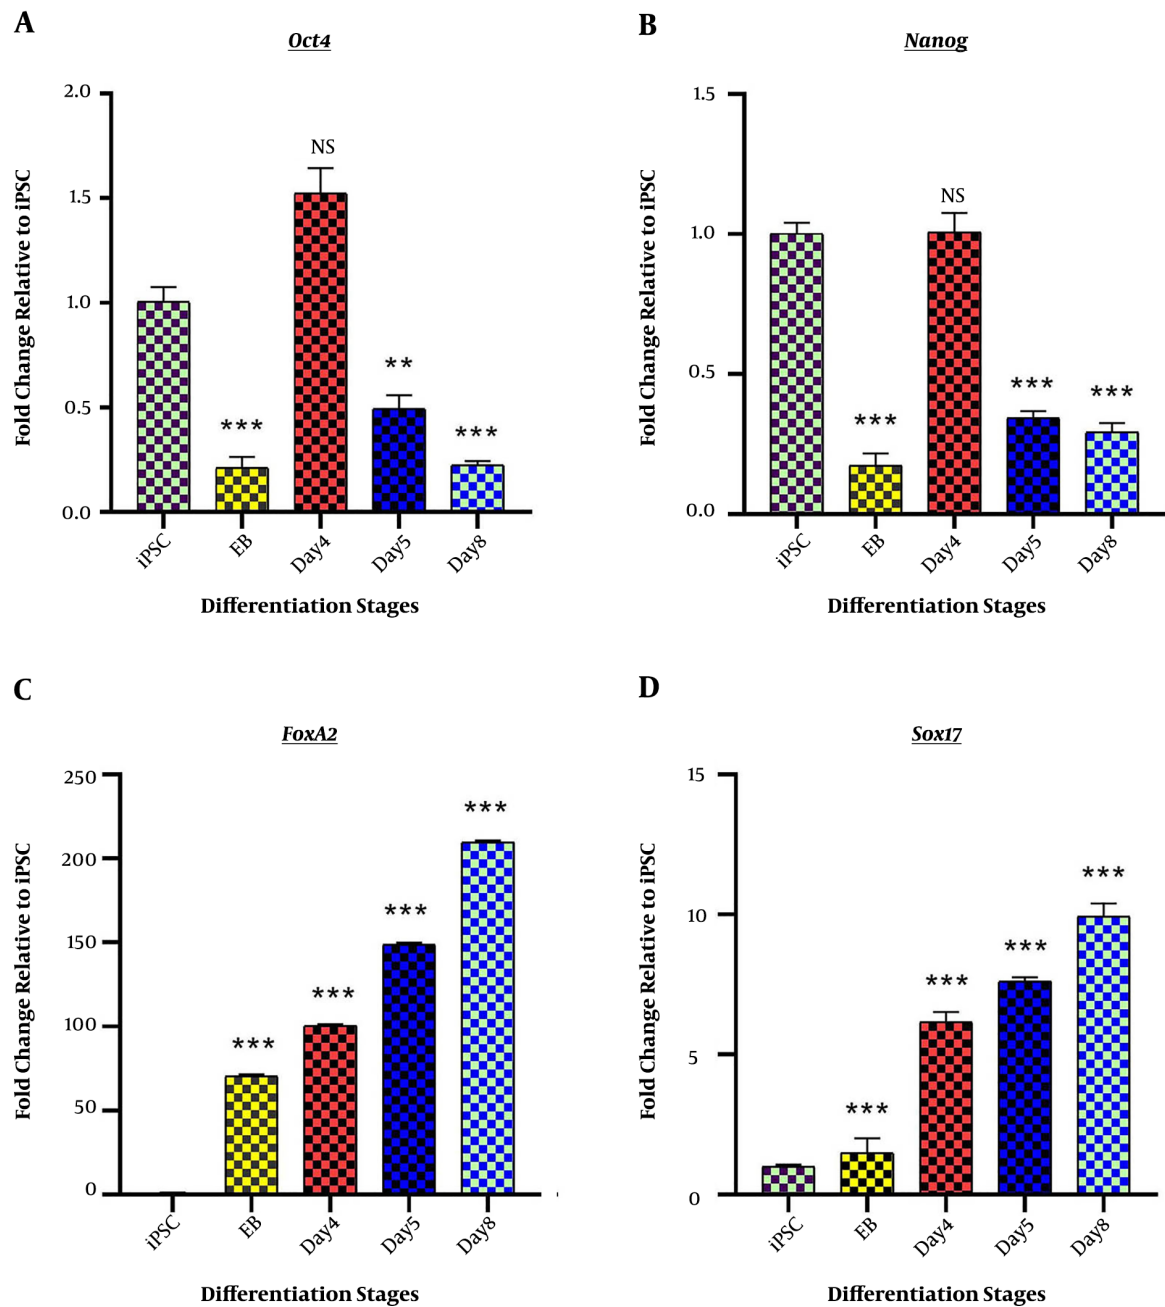 A
Oct4
Fold Change Relative to iPSC
2.0
1.5
1.0
0.5
0.0
NS
***
**
***
iPSC
EB
Day4
Day5
Day8
Differentiation Stages
B
Nanog
Fold Change Relative to iPSC
1.5
1.0
0.5
0.0
NS
***
***
***
iPSC
EB
Day4
Day5
Day8
Differentiation Stages
C
FoxA2
Fold Change Relative to iPSC
250
200
150
100
50
0
***
***
***
***
iPSC
EB
Day4
Day5
Day8
Differentiation Stages
D
Sox17
Fold Change Relative to iPSC
15
10
5
0
***
***
***
***
iPSC
EB
Day4
Day5
Day8
Differentiation Stages